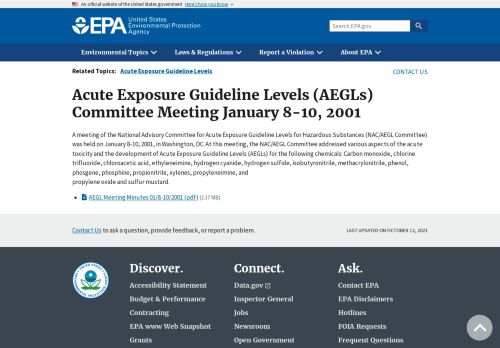 An official website of the United States government Here's how you know
EPA United States
Environmental Protection
Agency
Search EPA.gov
Environmental Topics Laws & Regulations Report a Violation About EPA
Related Topics: Acute Exposure Guideline Levels
CONTACT US
Acute Exposure Guideline Levels (AEGLs)
Committee Meeting January 8-10, 2001
A meeting of the National Advisory Committee for Acute Exposure Guideline Levels for Hazardous Substances (NAC/AEGL Committee)
was held on January 8-10, 2001, in Washington, DC. At this meeting, the NAC/AEGL Committee addressed various aspects of the acute
toxicity and the development of Acute Exposure Guideline Levels (AEGLs) for the following chemicals: Carbon monoxide, chlorine
trifluoride, chloroacetic acid, ethyleneimine, hydrogen cyanide, hydrogen sulfide, isobutyronitrile, methacrylonitrile, phenol,
phosgene, phosphine, propionitrile, xylenes, propyleneimine, and
propylene oxide and sulfur mustard.
AEGL Meeting Minutes 01/8-10/2001 (pdf) (3.37 MB)
Contact Us to ask a question, provide feedback, or report a problem.
LAST UPDATED ON OCTOBER 12, 2021
Discover.
Accessibility Statement
Budget & Performance
Contracting
EPA www Web Snapshot
Grants
Connect.
Data.gov
Inspector General
Jobs
Newsroom
Open Government
Ask.
Contact EPA
EPA Disclaimers
Hotlines
FOIA Requests
Frequent Questions